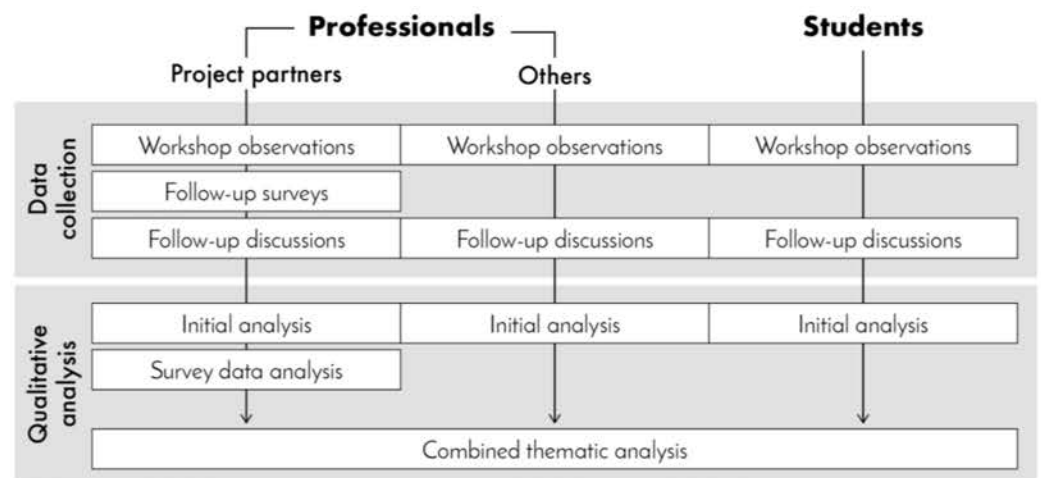 Professionals
Students
Project partners
Others
Data
collection
Workshop observations
Workshop observations
Workshop observations
Follow-up surveys
Follow-up discussions
Follow-up discussions
Follow-up discussions
Qualitative
analysis
Initial analysis
Initial analysis
Initial analysis
Survey data analysis
Combined thematic analysis